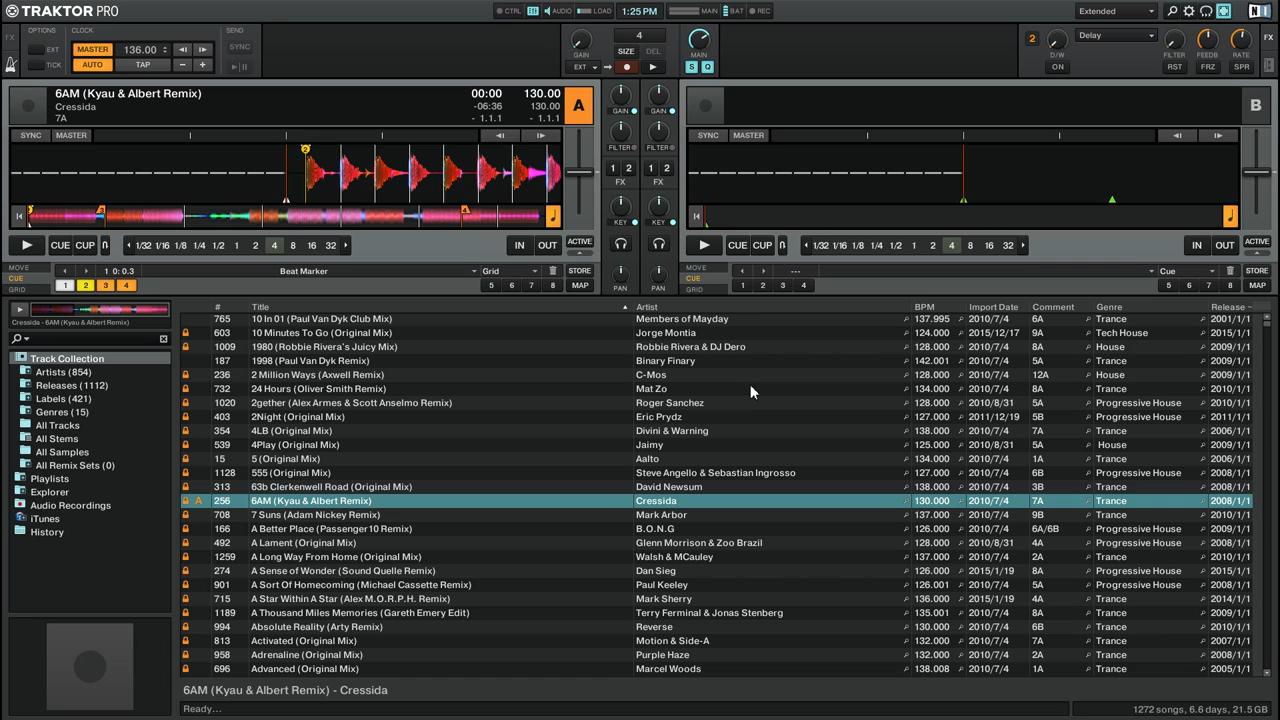 TRAKTOR PRO CTRL AUDIO LOAD 1:25 PM MAIN BAT REC Extended
FX OPTIONS CLOCK SEND FX
EXT MASTER 136.00 SYNC
TICK AUTO TAP − +
GAIN 4 MAIN
SIZE DEL
EXT S Q
2 D/W Delay FILTER FEEDB RATE
ON RST FRZ SPR
6AM (Kyau & Albert Remix) 00:00 130.00 A
Cressida -06:36 130.00
7A - 1.1.1 - 1.1.1
SYNC MASTER
2
3 4
CUE CUP 1/32 1/16 1/8 1/4 1/2 1 2 4 8 16 32 IN OUT ACTIVE
MOVE
CUE 1 0:0.3 Beat Marker Grid STORE
GRID 1 2 3 4 5 6 7 8 MAP
GAIN GAIN
FILTER FILTER
1 2 1 2
FX FX
KEY KEY
PAN PAN
B
SYNC MASTER
CUE CUP 1/32 1/16 1/8 1/4 1/2 1 2 4 8 16 32 IN OUT ACTIVE
MOVE
CUE --- Cue STORE
GRID 1 2 3 4 5 6 7 8 MAP
Cressida - 6AM (Kyau & Albert Remix)
Track Collection
Artists (854)
Releases (1112)
Labels (421)
Genres (15)
All Tracks
All Stems
All Samples
All Remix Sets (0)
Playlists
Explorer
Audio Recordings
iTunes
History
# Title Artist BPM Import Date Comment Genre Release
765 10 In 01 (Paul Van Dyk Club Mix) Members of Mayday 137.995 2010/7/4 6A Trance 2001/1/1
603 10 Minutes To Go (Original Mix) Jorge Montia 124.000 2015/12/17 9A Tech House 2015/1/1
1009 1980 (Robbie Rivera's Juicy Mix) Robbie Rivera & DJ Dero 128.000 2010/7/4 8A House 2009/1/1
187 1998 (Paul Van Dyk Remix) Binary Finary 142.001 2010/7/4 5A Trance 2009/1/1
236 2 Million Ways (Axwell Remix) C-Mos 128.000 2010/7/4 12A House 2009/1/1
732 24 Hours (Oliver Smith Remix) Mat Zo 134.000 2010/7/4 8A Trance 2009/1/1
1020 2gether (Alex Armes & Scott Anselmo Remix) Roger Sanchez 128.000 2010/8/31 5A Progressive House 2010/1/1
403 2Night (Original Mix) Eric Prydz 127.000 2011/12/19 5B Progressive House 2011/1/1
354 4LB (Original Mix) Divini & Warning 138.000 2010/7/4 7A Trance 2006/1/1
539 4Play (Original Mix) Jaimy 125.000 2010/8/31 5A House 2009/1/1
15 5 (Original Mix) Aalto 134.000 2010/7/4 1A Trance 2006/1/1
1128 555 (Original Mix) Steve Angello & Sebastian Ingrosso 127.000 2010/7/4 6B Progressive House 2008/1/1
313 63b Clerkenwell Road (Original Mix) David Newsum 138.000 2010/7/4 3B Trance 2008/1/1
A 256 6AM (Kyau & Albert Remix) Cressida 130.000 2010/7/4 7A Trance 2008/1/1
708 7 Suns (Adam Nickey Remix) Mark Arbor 137.000 2010/7/4 9B Trance 2010/1/1
166 A Better Place (Passenger10 Remix) B.O.N.G 126.000 2010/7/4 6A/6B Progressive House 2009/1/1
492 A Lament (Original Mix) Glenn Morrison & Zoo Brazil 128.000 2010/8/31 4A Progressive House 2008/1/1
1259 A Long Way From Home (Original Mix) Walsh & McAuley 137.000 2010/7/4 2A Trance 2010/1/1
274 A Sense of Wonder (Sound Quelle Remix) Dan Sieg 126.000 2015/1/19 8A Progressive House 2015/1/1
901 A Sort Of Homecoming (Michael Cassette Remix) Paul Keeley 126.000 2010/7/4 5A Progressive House 2008/1/1
715 A Star Within A Star (Alex M.O.R.P.H. Remix) Mark Sherry 136.000 2015/1/19 4A Trance 2014/1/1
1189 A Thousand Miles Memories (Gareth Emery Edit) Terry Ferminal & Jonas Stenberg 135.001 2010/7/4 8A Trance 2009/1/1
994 Absolute Reality (Arty Remix) Reverse 130.000 2010/7/4 6B Trance 2010/1/1
813 Activated (Original Mix) Motion & Side-A 132.000 2010/7/4 7A Trance 2007/1/1
958 Adrenaline (Original Mix) Purple Haze 132.000 2010/7/4 2A Trance 2008/1/1
696 Advanced (Original Mix) Marcel Woods 138.008 2010/7/4 1A Trance 2005/1/1
6AM (Kyau & Albert Remix) - Cressida
Ready... 1272 songs, 6.6 days, 21.5 GB